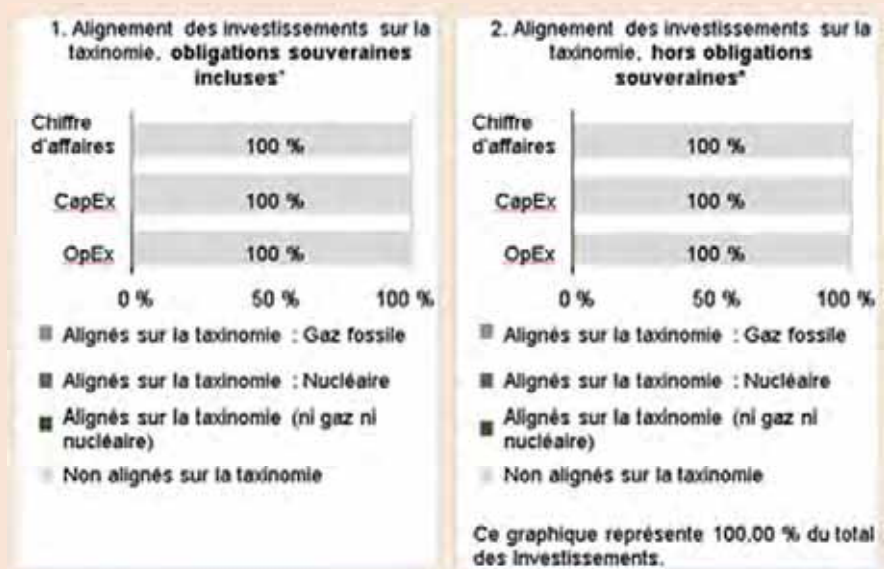 1. Alignement des investissements sur la
taxinomie, obligations souveraines
incluses*
Chiffre
d'affaires
100 %
CapEx
100 %
OpEx
100 %
0 % 50 % 100 %
Alignés sur la taxinomie : Gaz fossile
Alignés sur la taxinomie : Nucléaire
Alignés sur la taxinomie (ni gaz ni
nucléaire)
Non alignés sur la taxinomie
2. Alignement des investissements sur la
taxinomie, hors obligations
souveraines*
Chiffre
d'affaires
100 %
CapEx
100 %
OpEx
100 %
0 % 50 % 100 %
Alignés sur la taxinomie : Gaz fossile
Alignés sur la taxinomie : Nucléaire
Alignés sur la taxinomie (ni gaz ni
nucléaire)
Non alignés sur la taxinomie
Ce graphique représente 100.00 % du total
des Investissements.